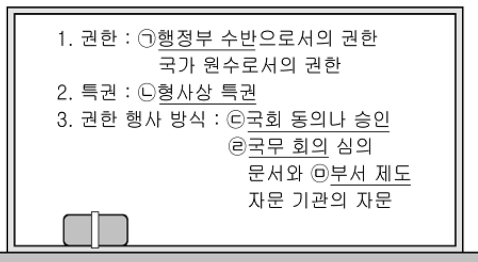 1. 권한 : ㉠행정부 수반으로서의 권한
국가 원수로서의 권한
2. 특권 : ㉡형사상 특권
3. 권한 행사 방식 : ㉢국회 동의나 승인
㉣국무 회의 심의
문서와 ㉤부서 제도
자문 기관의 자문